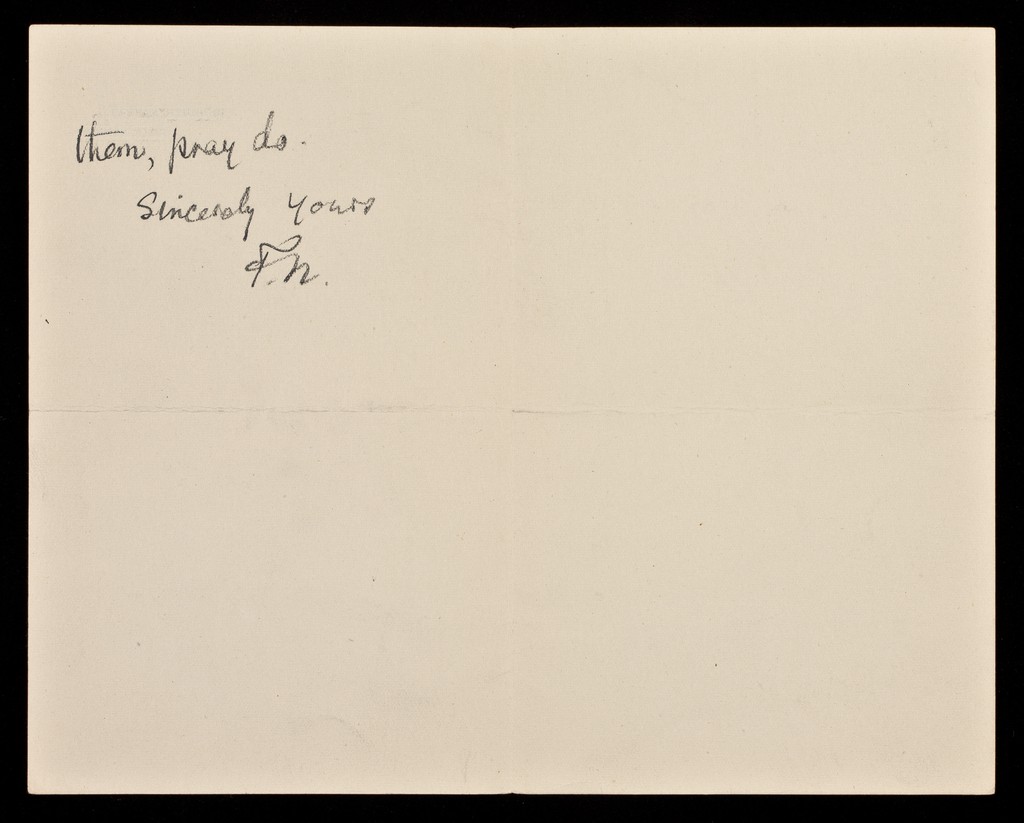 them, pray do.
Sincerely yours
F.N.